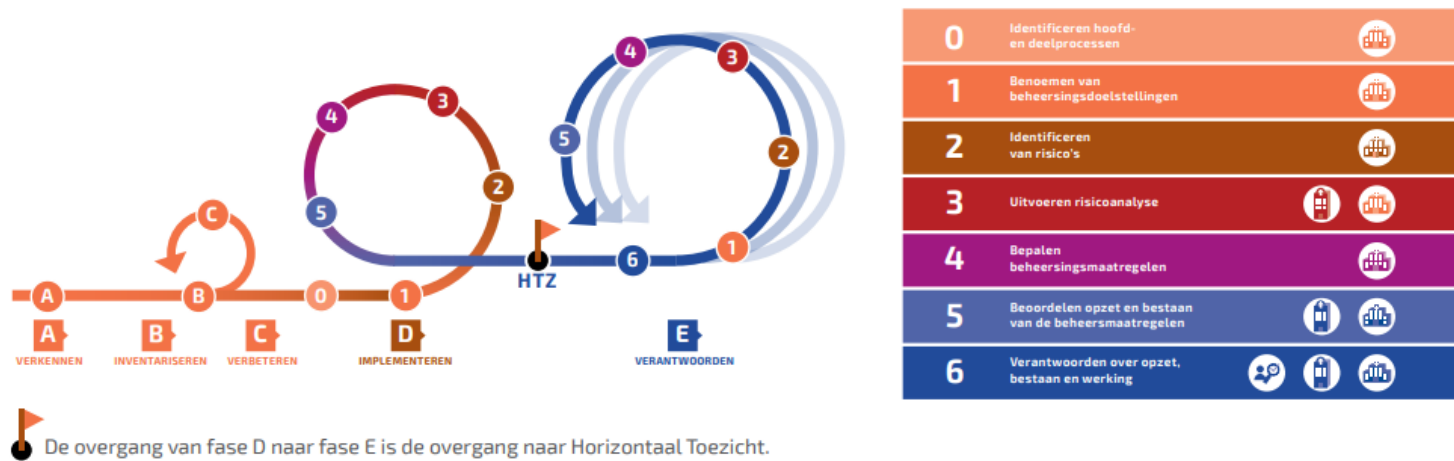 4
3
2
5
4
3
2
5
1
6
HTZ
C
A
B
0
1
A
B
C
D
E
VERKENNEN
INVENTARISEREN
VERBETEREN
IMPLEMENTEREN
VERANTWOORDEN
De overgang van fase D naar fase E is de overgang naar Horizontaal Toezicht.
0
Identificeren hoofd-
en deelprocessen
1
Benoemen van
beheersingsdoelstellingen
2
Identificeren
van risico's
3
Uitvoeren risicoanalyse
4
Bepalen
beheersingsmaatregelen
5
Beoordelen opzet en bestaan
van de beheersmaatregelen
6
Verantwoorden over opzet,
bestaan en werking